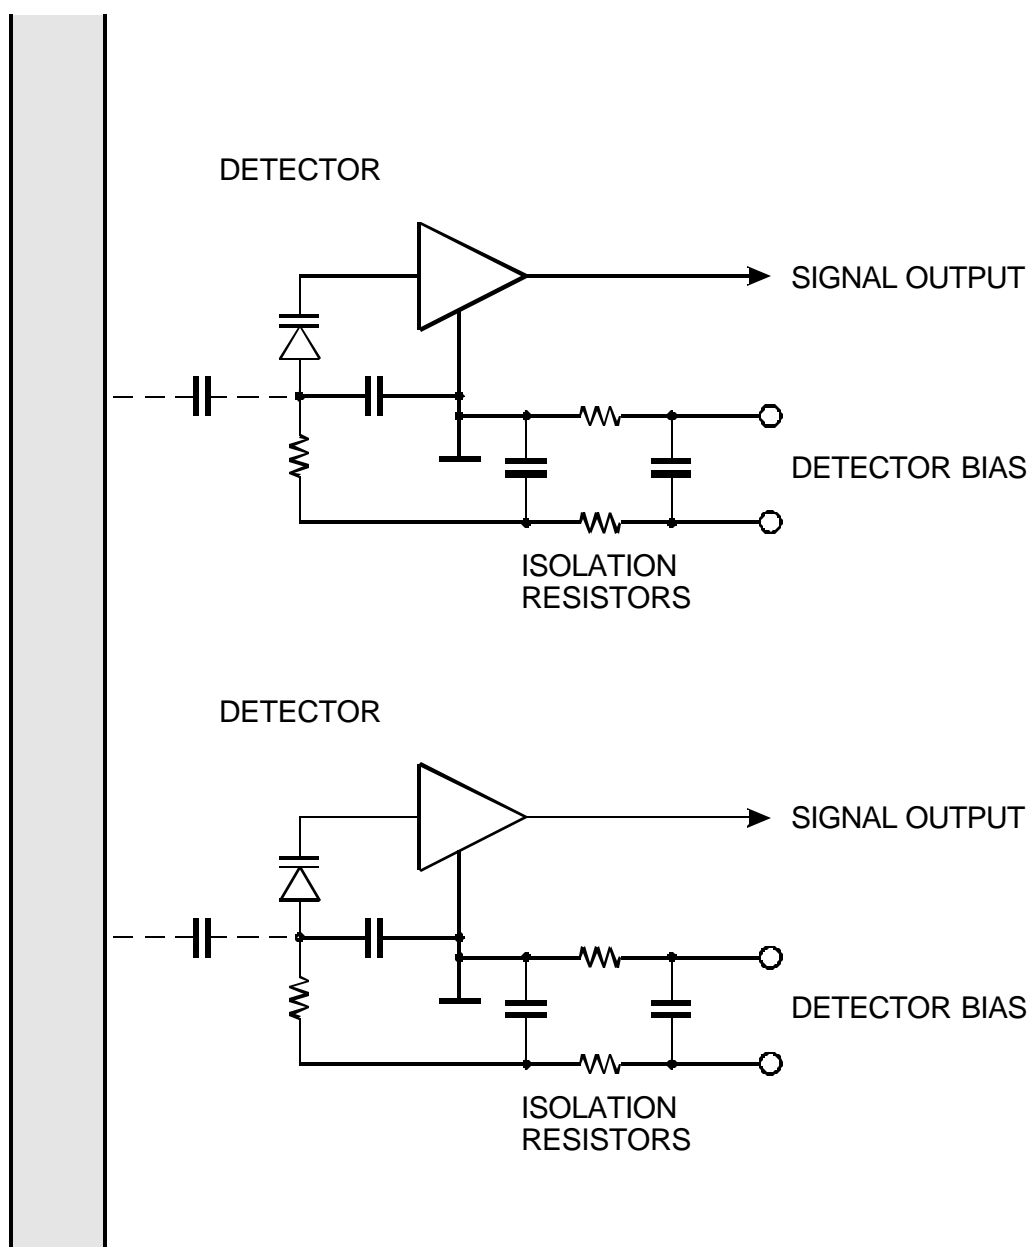 DETECTOR
SIGNAL OUTPUT
DETECTOR BIAS
ISOLATION
RESISTORS
DETECTOR
SIGNAL OUTPUT
DETECTOR BIAS
ISOLATION
RESISTORS